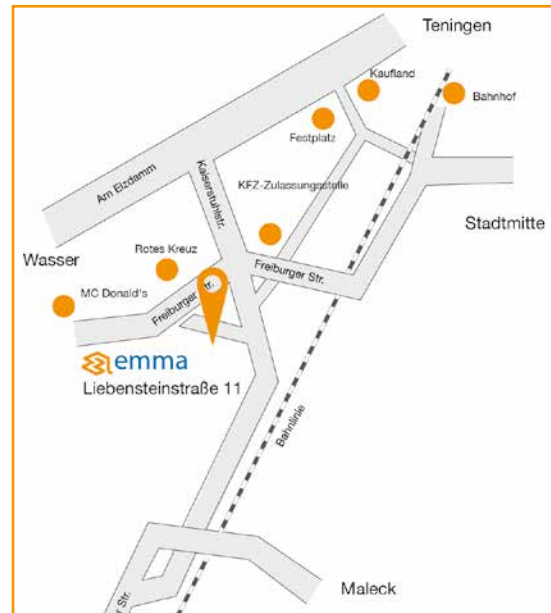 Teningen
Kaufland
Bahnhof
Festplatz
Am Elzdamm
Kaiserstuhlstr.
KFZ-Zulassungsstelle
Stadtmitte
Rotes Kreuz
Wasser
Freiburger Str.
MC Donald's
Freiburger Str.
emma
Liebensteinstraße 11
Bahnlinie
Maleck
Str.